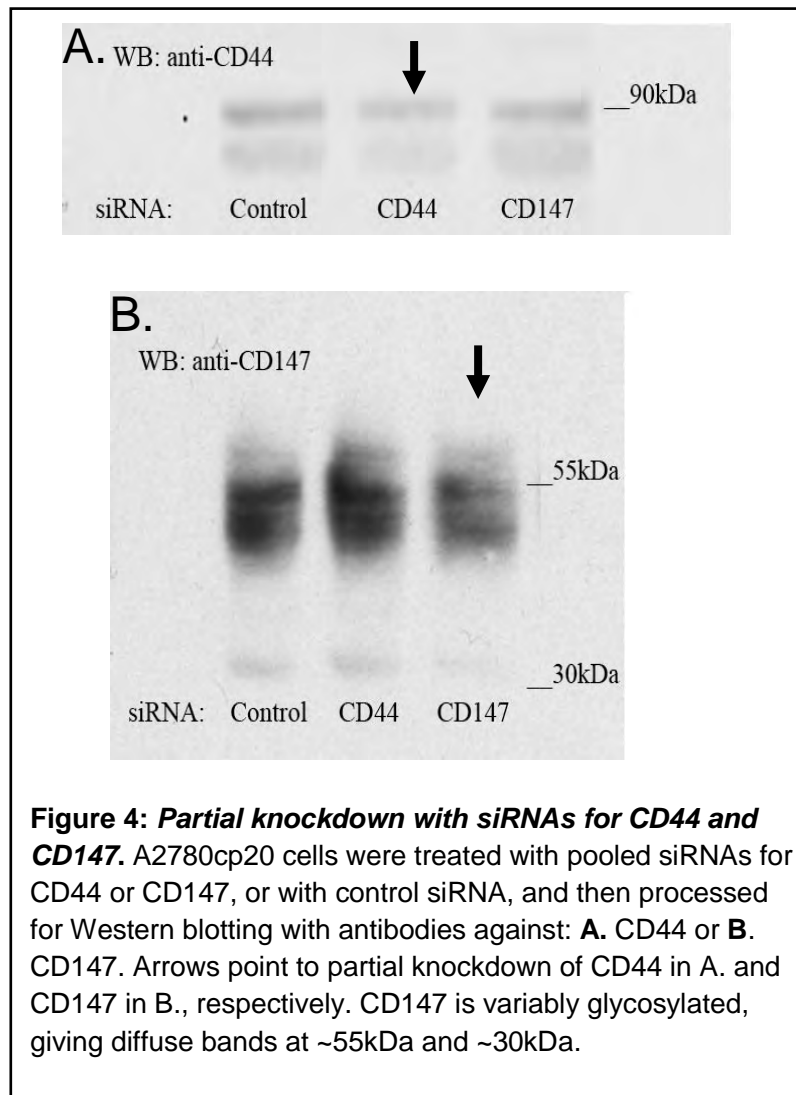 A. WB: anti-CD44
__90kDa
siRNA: Control CD44 CD147
B.
WB: anti-CD147
__55kDa
__30kDa
siRNA: Control CD44 CD147
Figure 4: Partial knockdown with siRNAs for CD44 and
CD147. A2780cp20 cells were treated with pooled siRNAs for
CD44 or CD147, or with control siRNA, and then processed
for Western blotting with antibodies against: A. CD44 or B.
CD147. Arrows point to partial knockdown of CD44 in A. and
CD147 in B., respectively. CD147 is variably glycosylated,
giving diffuse bands at ~55kDa and ~30kDa.